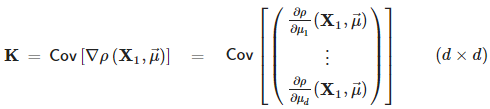 K = Cov [∇ρ (X₁, μ⃗)] = Cov [ ( ∂ρ/∂μ₁ (X₁, μ⃗) ⋮ ∂ρ/∂μ_d (X₁, μ⃗) ) ] (d × d)